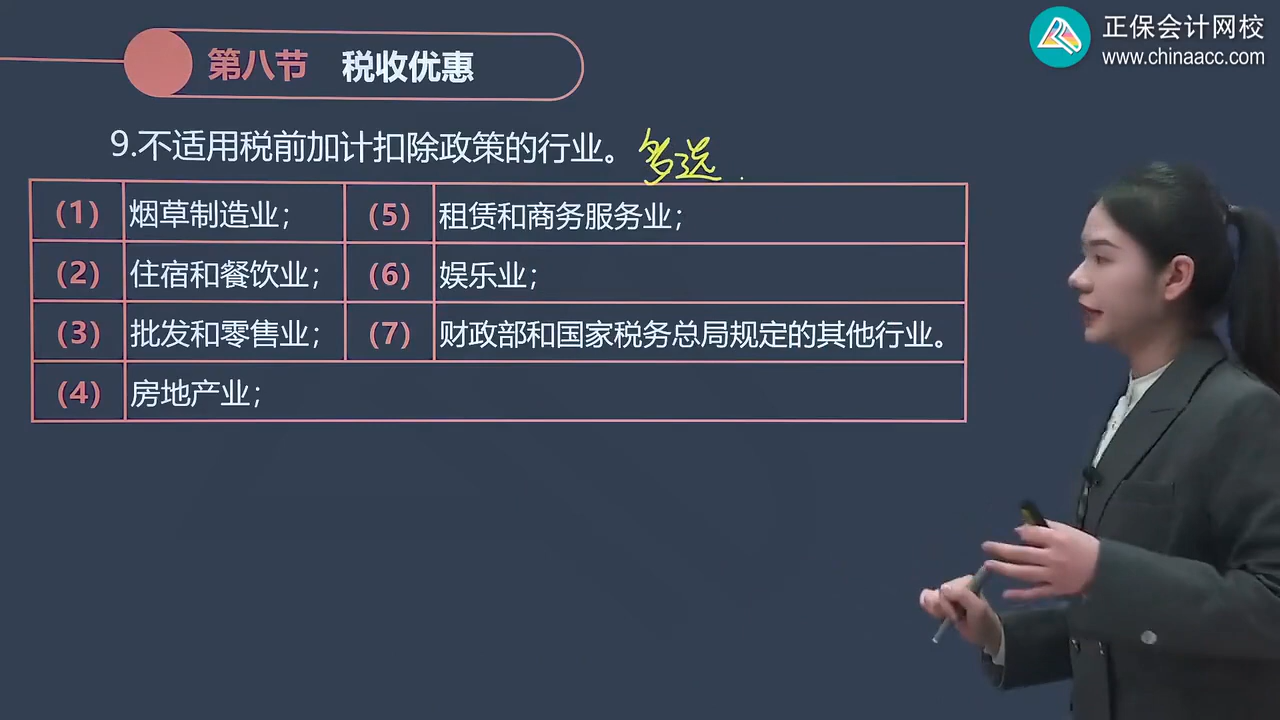 正保会计网校
www.chinaacc.com
第八节 税收优惠
9.不适用税前加计扣除政策的行业。多选.
（1） 烟草制造业； （5） 租赁和商务服务业；
（2） 住宿和餐饮业； （6） 娱乐业；
（3） 批发和零售业； （7） 财政部和国家税务总局规定的其他行业。
（4） 房地产业；